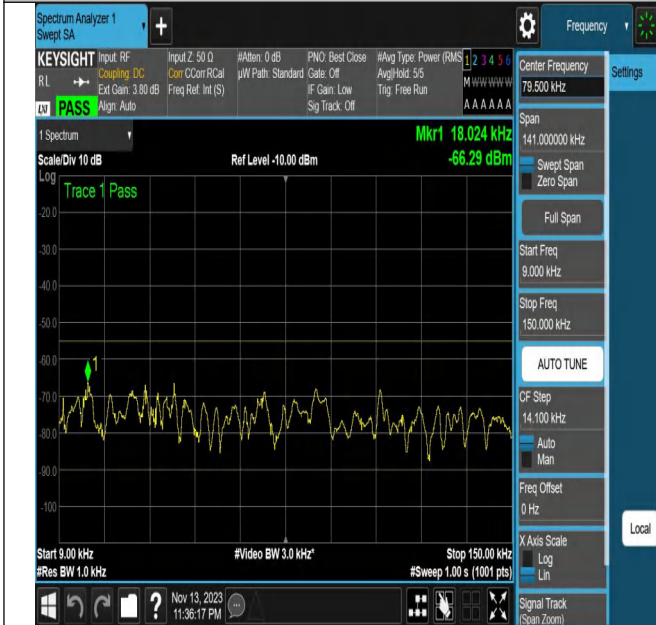 Spectrum Analyzer 1
Swept SA
Frequency
KEYSIGHT
RL
LXI
PASS
Input: RF
Coupling: DC
Ext Gain: 3.80 dB
Align: Auto
Input Z: 50 Ω
Corr CCorr RCal
Freq Ref: Int (S)
#Atten: 0 dB
µW Path: Standard
PNO: Best Close
Gate: Off
IF Gain: Low
Sig Track: Off
#Avg Type: Power (RMS
Avg|Hold: 5/5
Trig: Free Run
1 2 3 4 5 6
M W W W W W
A A A A A A
1 Spectrum
Scale/Div 10 dB
Ref Level -10.00 dBm
Mkr1 18.024 kHz
-66.29 dBm
Log
Trace 1 Pass
-20.0
-30.0
-40.0
-50.0
-60.0
-70.0
-80.0
-90.0
-100
1
Start 9.00 kHz
#Video BW 3.0 kHz*
Stop 150.00 kHz
#Res BW 1.0 kHz
#Sweep 1.00 s (1001 pts)
Nov 13, 2023
11:36:17 PM
Center Frequency
79.500 kHz
Settings
Span
141.000000 kHz
Swept Span
Zero Span
Full Span
Start Freq
9.000 kHz
Stop Freq
150.000 kHz
AUTO TUNE
CF Step
14.100 kHz
Auto
Man
Freq Offset
0 Hz
X Axis Scale
Log
Lin
Signal Track
(Span Zoom)
Local